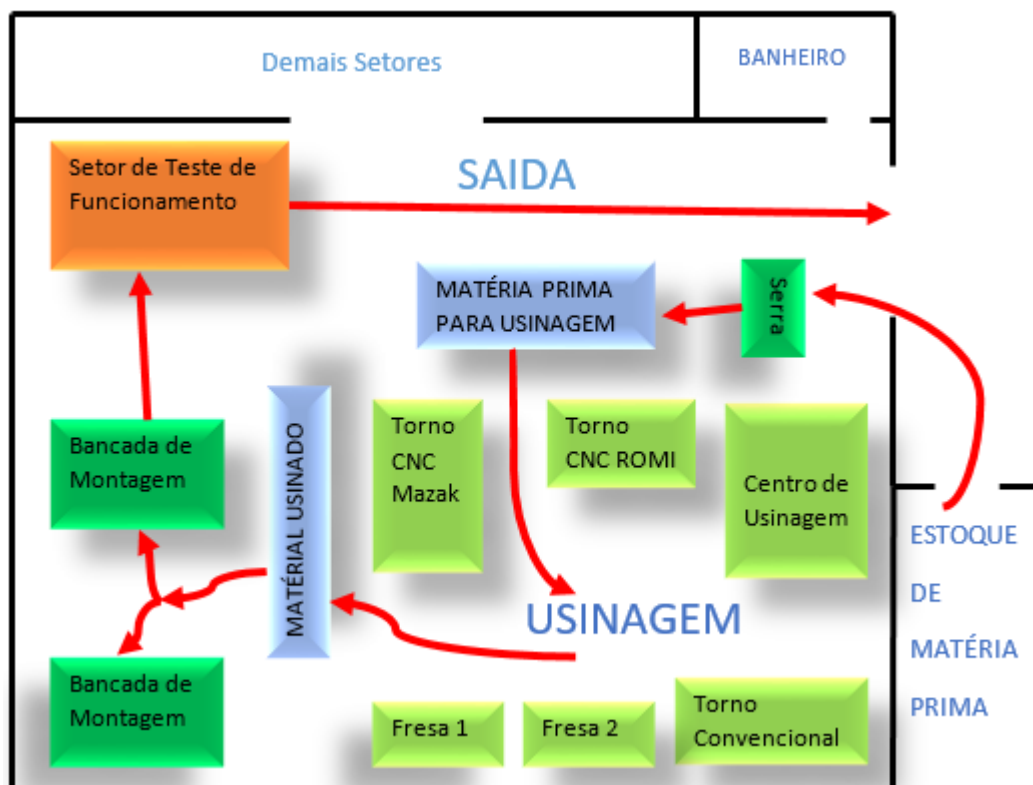 Demais Setores
BANHEIRO
Setor de Teste de
Funcionamento
SAIDA
MATÉRIA PRIMA
PARA USINAGEM
Serra
Bancada de
Montagem
MATÉRIAL USINADO
Torno
CNC
Mazak
Torno
CNC ROMI
Centro de
Usinagem
ESTOQUE
DE
MATÉRIA
PRIMA
USINAGEM
Bancada de
Montagem
Fresa 1
Fresa 2
Torno
Convencional